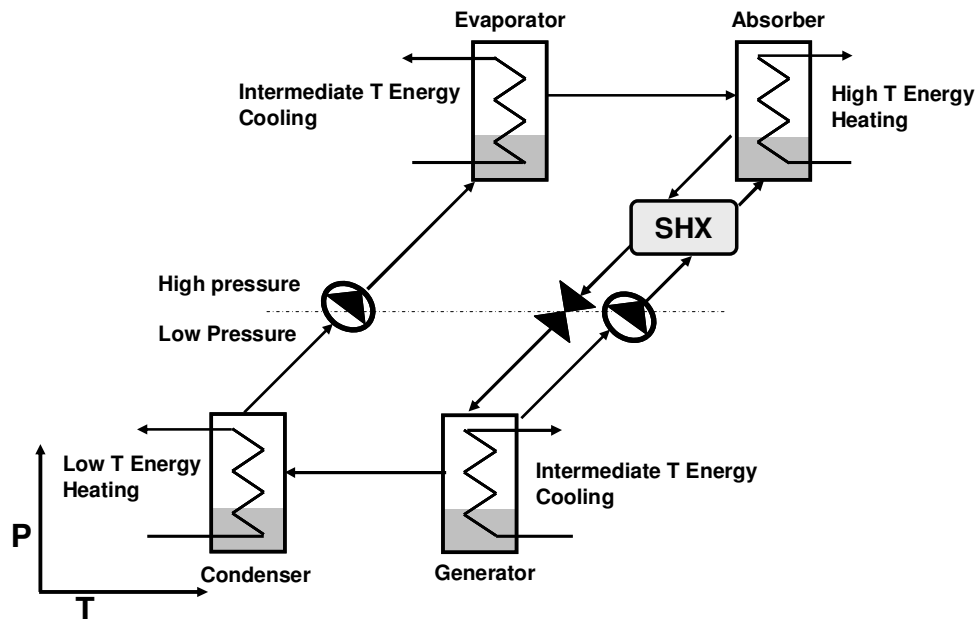 Evaporator
Absorber
Intermediate T Energy
Cooling
High T Energy
Heating
SHX
High pressure
Low Pressure
Low T Energy
Heating
Intermediate T Energy
Cooling
P
Condenser
Generator
T